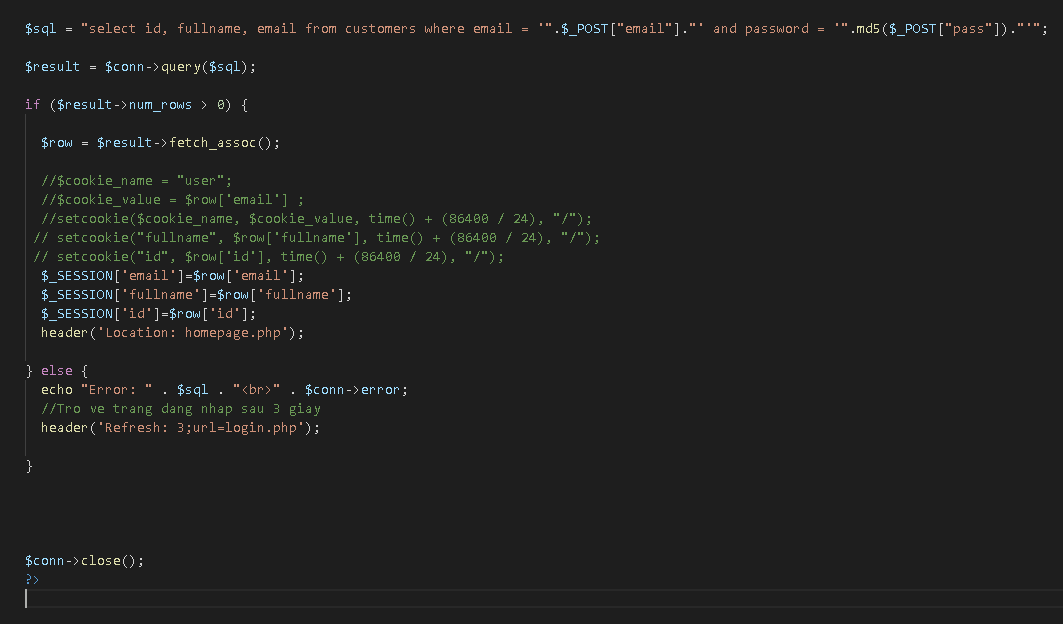 $sql = "select id, fullname, email from customers where email = '".$_POST["email"]."' and password = '".md5($_POST["pass"])."'";
$result = $conn->query($sql);
if ($result->num_rows > 0) {
$row = $result->fetch_assoc();
//$cookie_name = "user";
//$cookie_value = $row['email'] ;
//setcookie($cookie_name, $cookie_value, time() + (86400 / 24), "/");
// setcookie("fullname", $row['fullname'], time() + (86400 / 24), "/");
// setcookie("id", $row['id'], time() + (86400 / 24), "/");
$_SESSION['email']=$row['email'];
$_SESSION['fullname']=$row['fullname'];
$_SESSION['id']=$row['id'];
header('Location: homepage.php');
} else {
echo "Error: " . $sql . "<br>" . $conn->error;
//Tro ve trang dang nhap sau 3 giay
header('Refresh: 3;url=login.php');
}
$conn->close();
?>